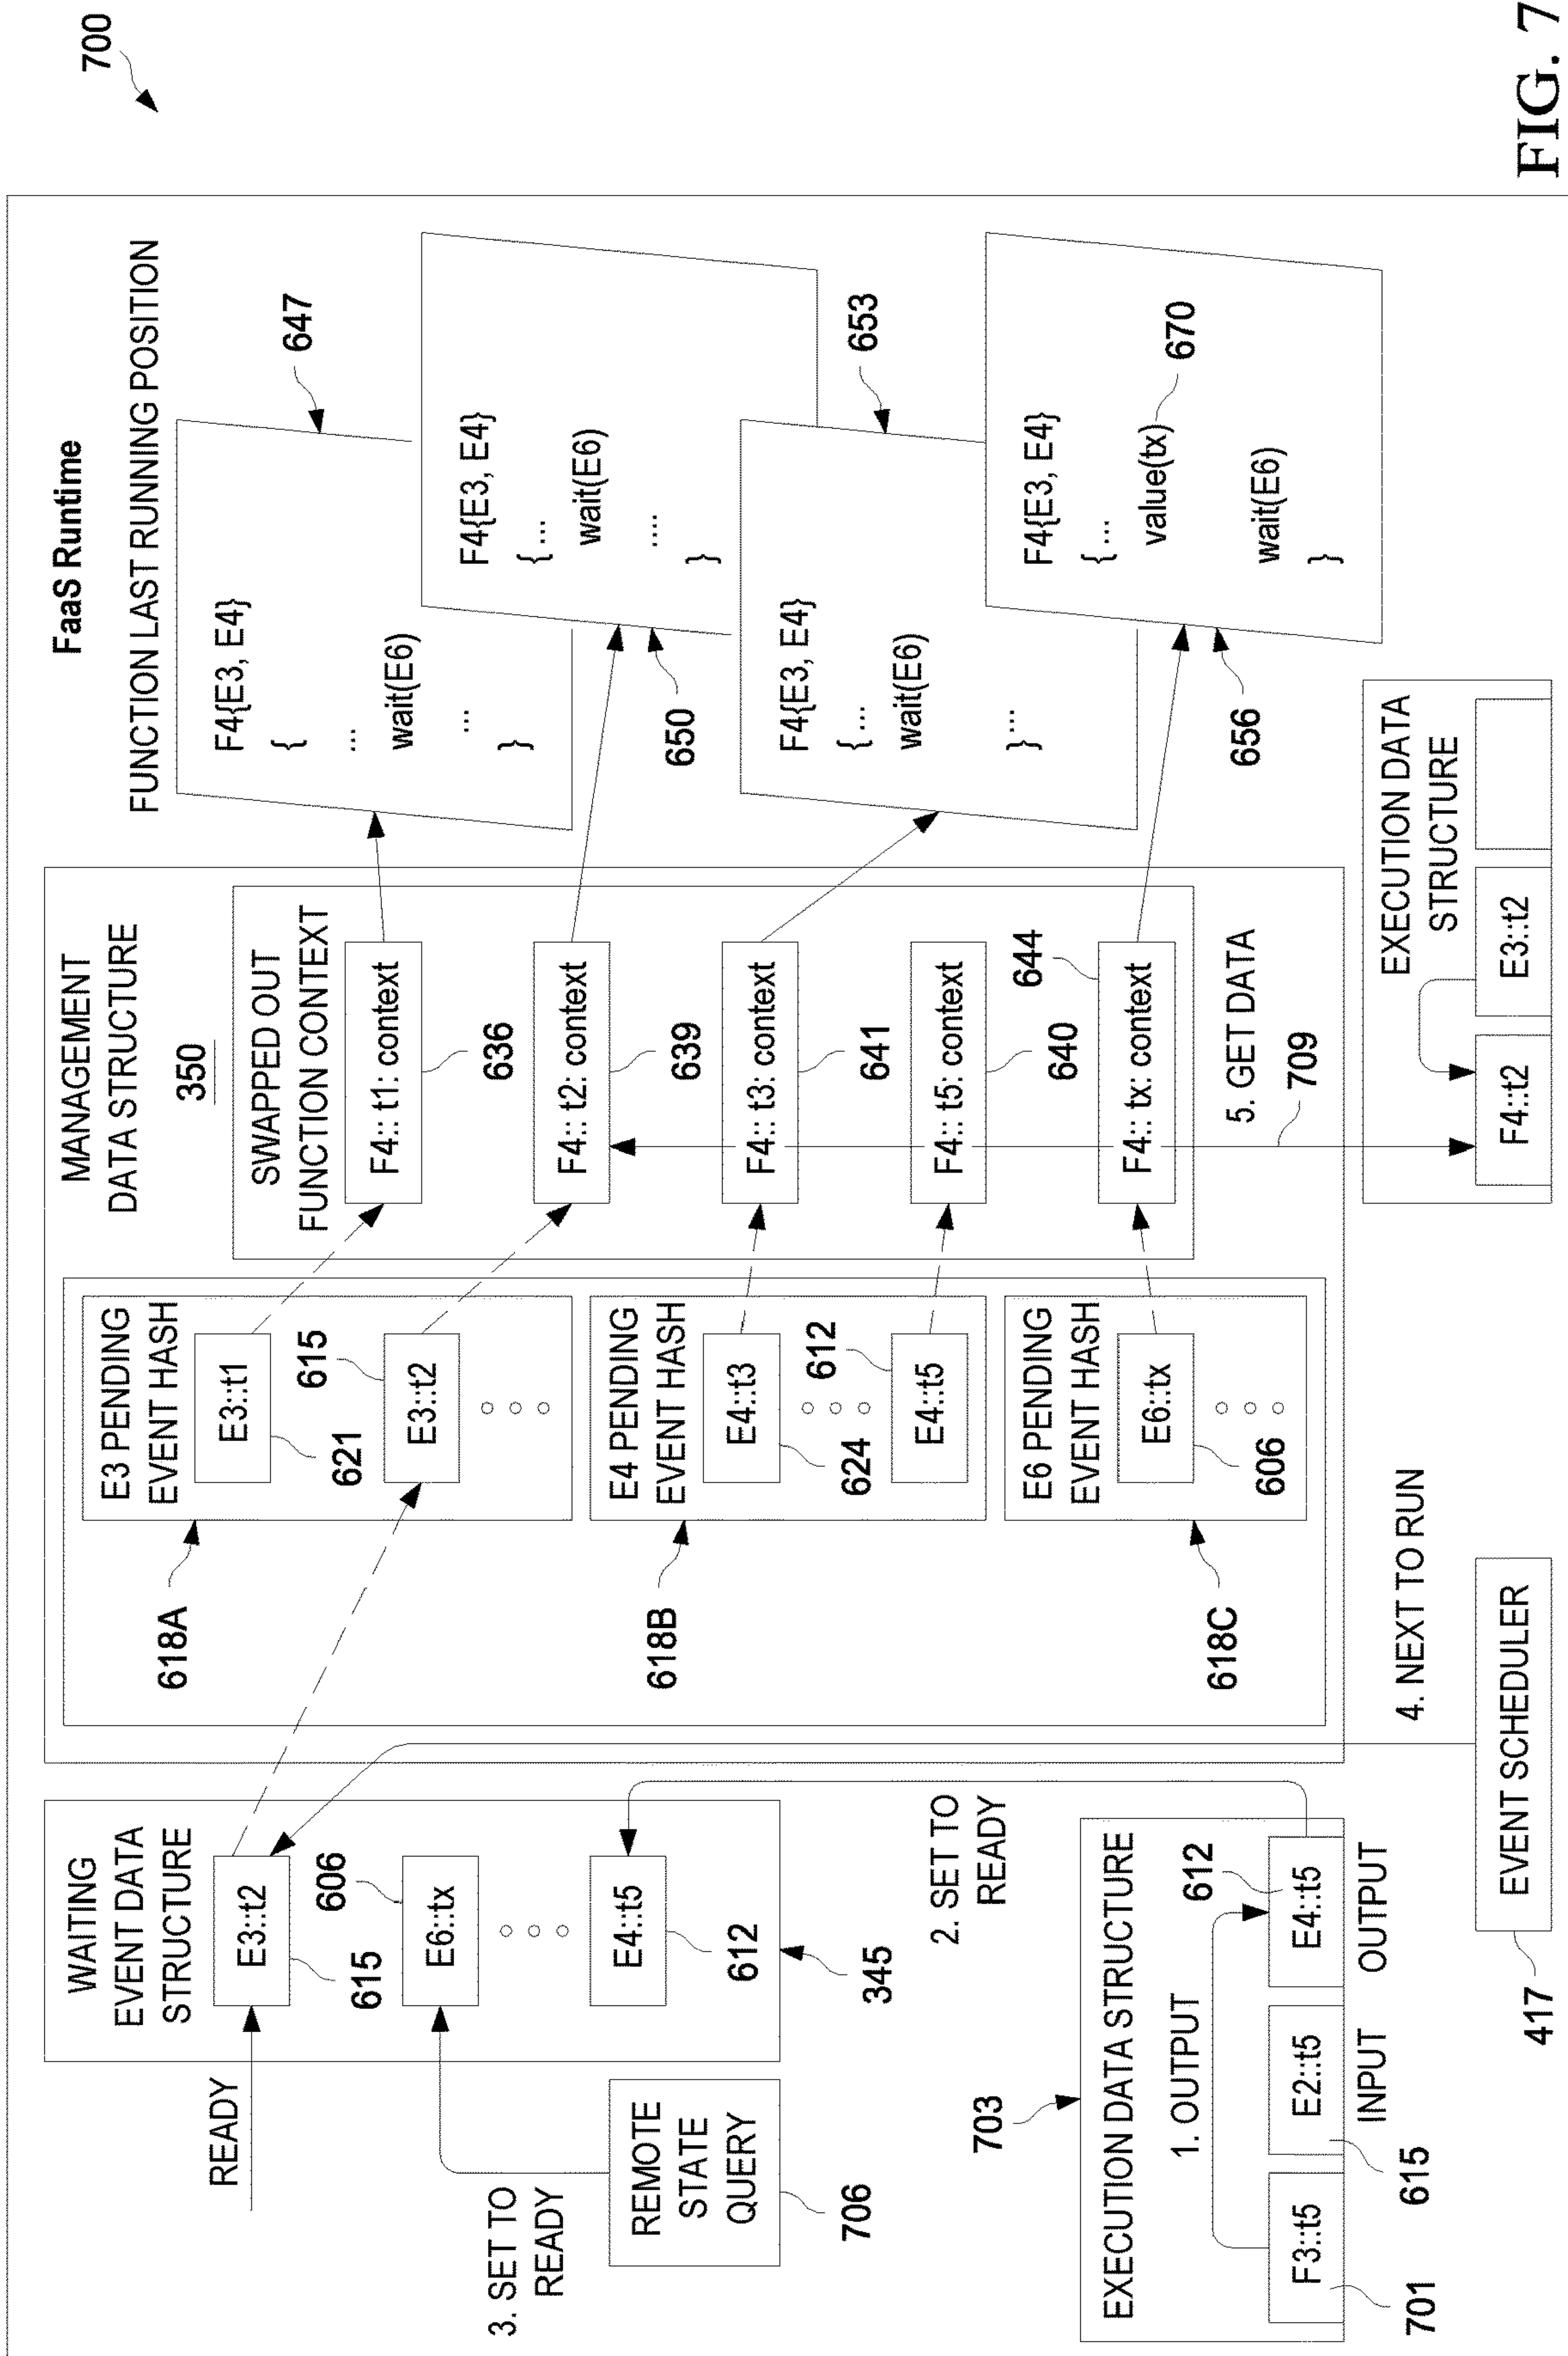 700
FaaS Runtime
FUNCTION LAST RUNNING POSITION
MANAGEMENT
DATA STRUCTURE
350
WAITING
EVENT DATA
STRUCTURE
READY
E3::t2
615
606
E6::tx
E4::t5
612
345
3. SET TO
READY
REMOTE
STATE
QUERY
706
2. SET TO
READY
618A
E3 PENDING
EVENT HASH
E3::t1
621
615
E3::t2
618B
E4 PENDING
EVENT HASH
E4::t3
624
612
E4::t5
618C
E6 PENDING
EVENT HASH
E6::tx
606
SWAPPED OUT
FUNCTION CONTEXT
F4:: t1: context
636
F4:: t2: context
639
F4:: t3: context
641
F4:: t5: context
640
644
F4:: tx: context
647
F4{E3, E4}
{
...
wait(E6)
...
}
F4{E3, E4}
{...
wait(E6)
....
}
650
653
F4{E3, E4}
{...
wait(E6)
}...
F4{E3, E4}
{...
value(tx)
670
wait(E6)
}
656
5. GET DATA
709
703
EXECUTION DATA STRUCTURE
1. OUTPUT
612
F3::t5
E2::t5
E4::t5
701
615
INPUT
OUTPUT
4. NEXT TO RUN
EVENT SCHEDULER
417
EXECUTION DATA
STRUCTURE
F4::t2
E3::t2
FIG. 7